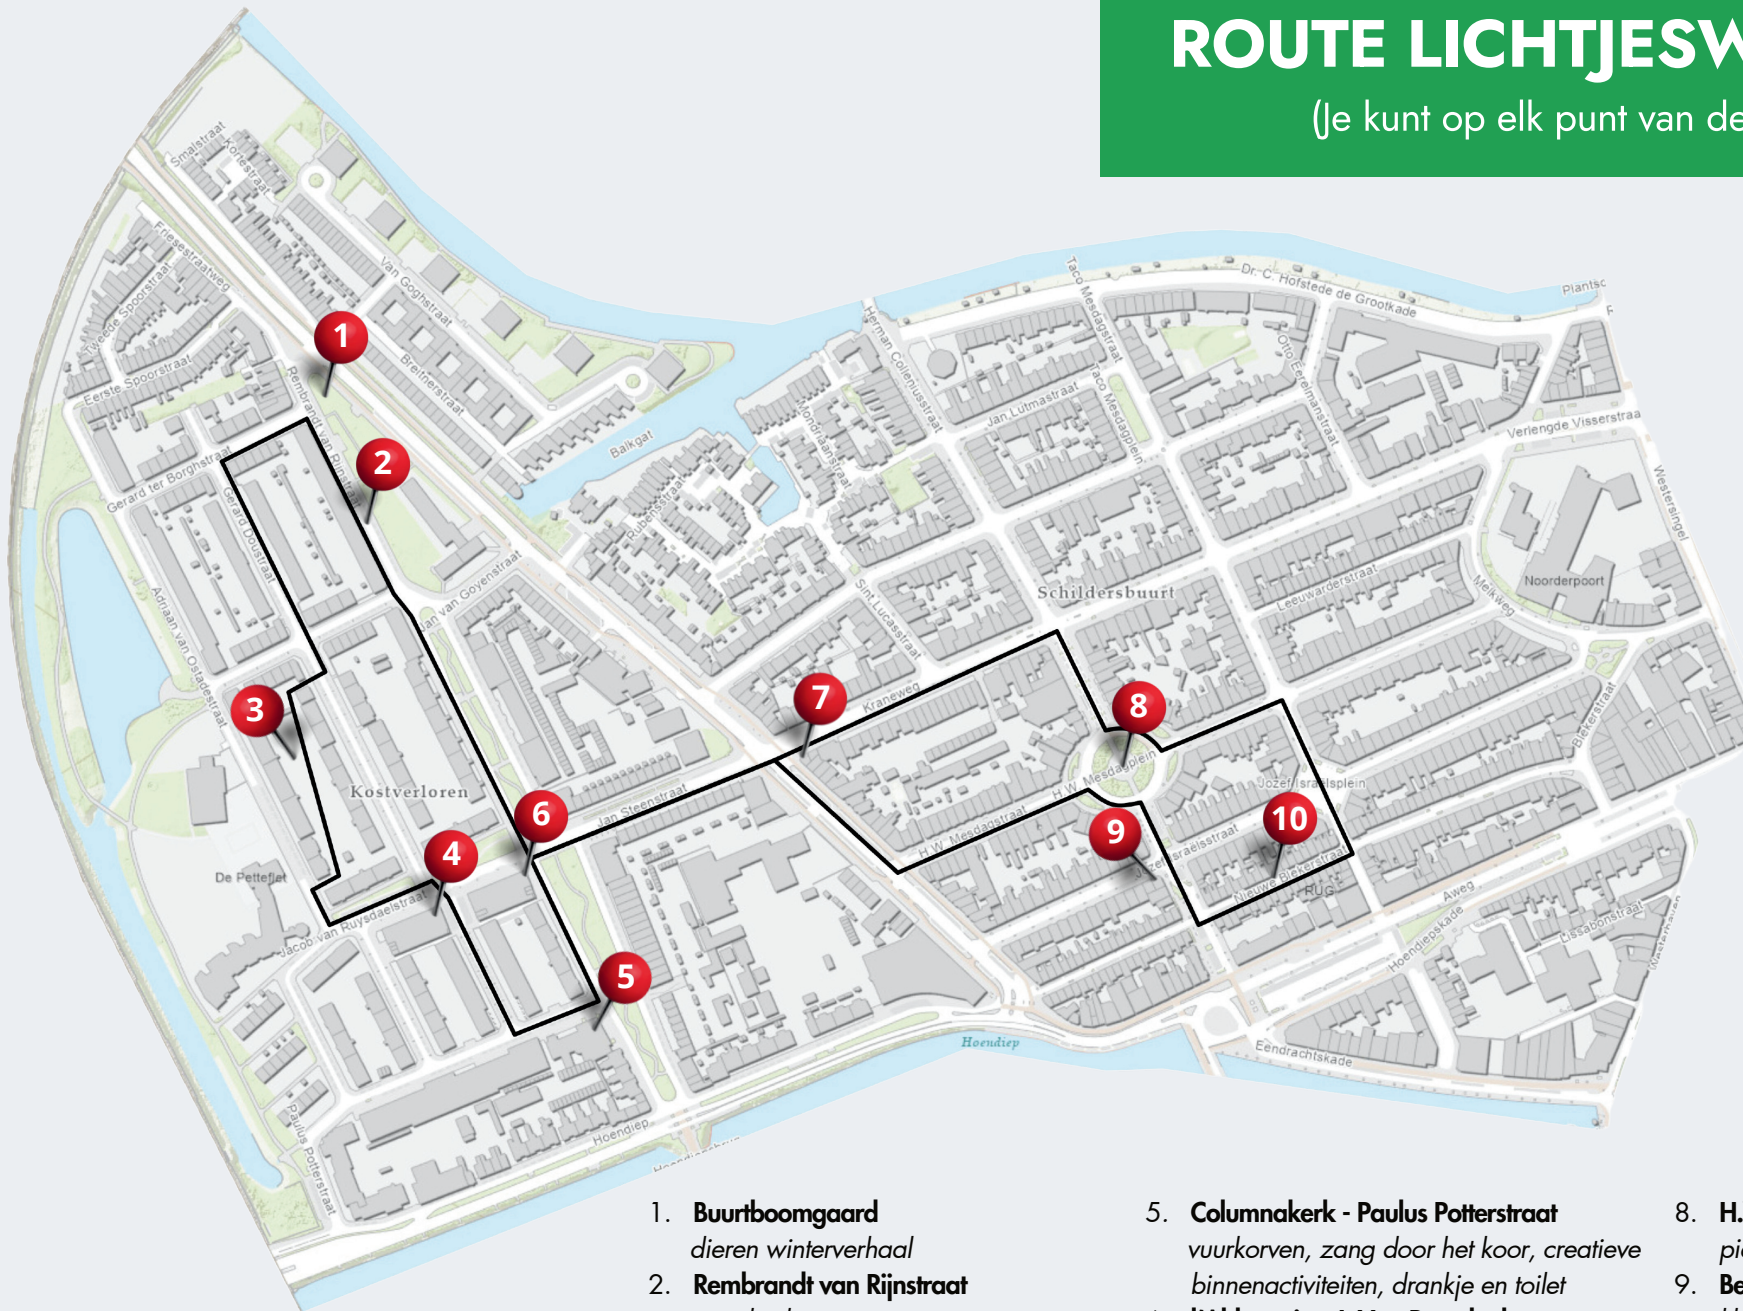 ROUTE LICHTJESW
(Je kunt op elk punt van de
Smalstraat
Kortestraat
Friesestraatweg
Tweede Spoorstraat
Eerste Spoorstraat
Van Goghstraat
Breitnerstraat
Rembrandt van Rijnstraat
Gerard ter Borghstraat
Gerard Doustraat
Adriaan van Ostadestraat
Jan van Goyenstraat
Balkgat
Rubensstraat
Mondriaanstraat
Herman Colleniusstraat
Taco Mesdagstraat
Taco Mesdagplein
Jan Lutmastraat
Dr. C. Hofstede de Grootkade
Otto Eerelmanstraat
Plantsc
Verlengde Visserstraa
Westersingel
Noorderpoort
Melkweg
Leeuwarderstraat
Schildersbuurt
Sint Lucasstraat
Kraneweg
H.W. Mesdagplein
H.W. Mesdagstraat
Jozef Israëlsplein
Jozef Israëlsstraat
Nieuwe Blekerstraat
RUG
Blekerstraat
Aweg
Hoendiepskade
Lissabonstraat
Westerhaven
Eendrachtskade
Hoendiep
Kostverloren
De Petteflat
Jacob van Ruysdaelstraat
Jan Steenstraat
Paulus Potterstraat
Hoendiep
1
2
3
4
5
6
7
8
9
10
1. Buurtboomgaard
dieren winterverhaal
2. Rembrandt van Rijnstraat
5. Columnakerk - Paulus Potterstraat
vuurkorven, zang door het koor, creatieve
binnenactiviteiten, drankje en toilet
8. H.
9. Be